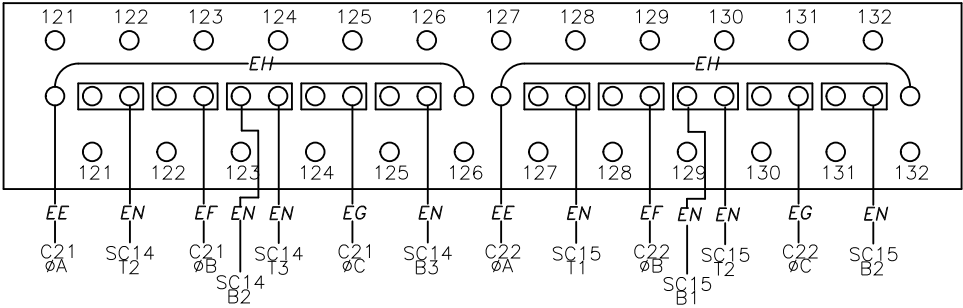 121 122 123 124 125 126 127 128 129 130 131 132
EH EH
121 122 123 124 125 126 127 128 129 130 131 132
EE EN EF EN EN EG EN EE EN EF EN EN EG EN
C21 SC14 C21 SC14 C21 SC14 C22 SC15 C22 SC15 C22 SC15
ØA T2 ØB T3 ØC B3 ØA T1 ØB T2 ØC B2
SC14 SC15
B2 B1